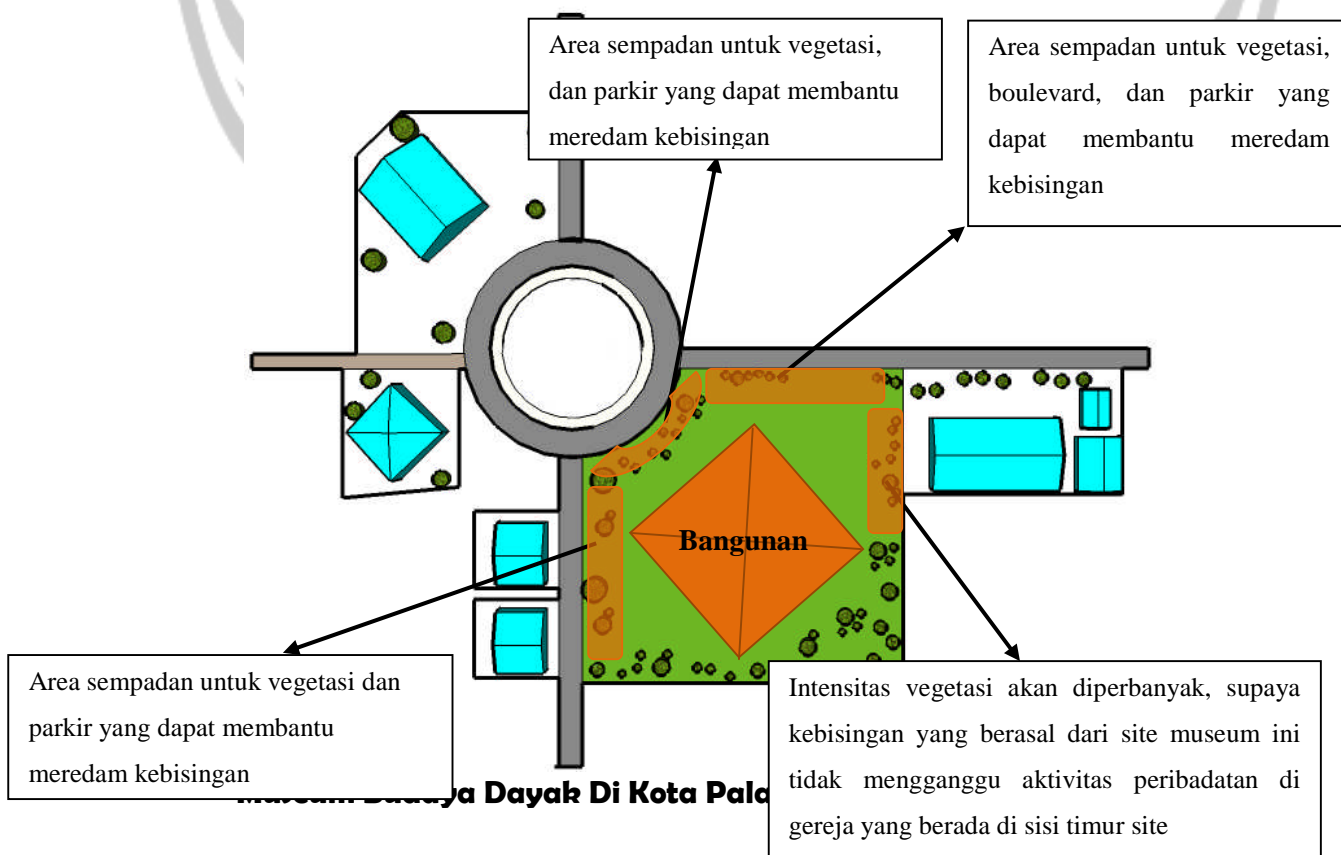 Area sempadan untuk vegetasi,
dan parkir yang dapat membantu
meredam kebisingan
Area sempadan untuk vegetasi,
boulevard, dan parkir yang
dapat membantu meredam
kebisingan
Bangunan
Area sempadan untuk vegetasi dan
parkir yang dapat membantu
meredam kebisingan
Intensitas vegetasi akan diperbanyak, supaya
kebisingan yang berasal dari site museum ini
tidak mengganggu aktivitas peribadatan di
gereja yang berada di sisi timur site
Dayak Di Kota